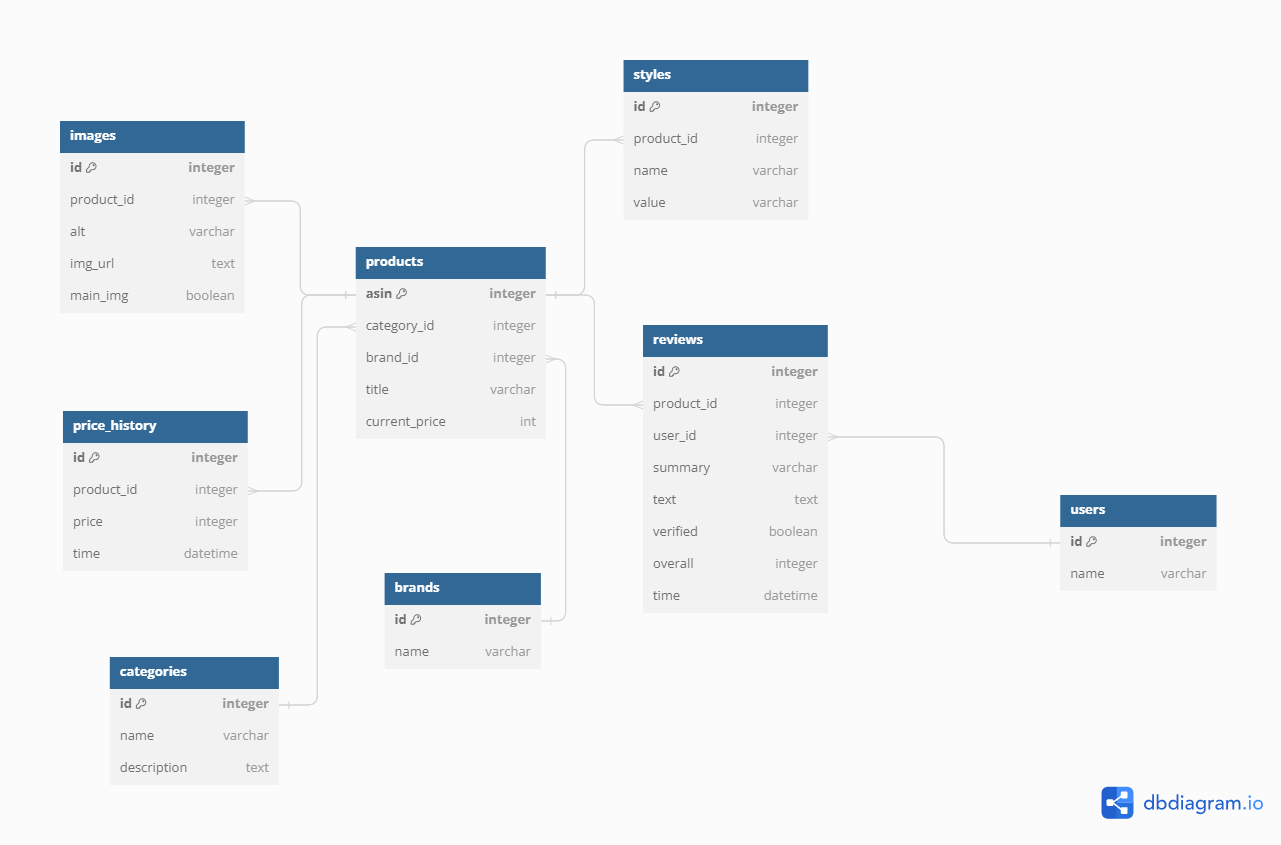 styles
id integer
product_id integer
name varchar
value varchar
images
id integer
product_id integer
alt varchar
img_url text
main_img boolean
products
asin integer
category_id integer
brand_id integer
title varchar
current_price int
reviews
id integer
product_id integer
user_id integer
summary varchar
text text
verified boolean
overall integer
time datetime
price_history
id integer
product_id integer
price integer
time datetime
users
id integer
name varchar
brands
id integer
name varchar
categories
id integer
name varchar
description text
dbdiagram.io